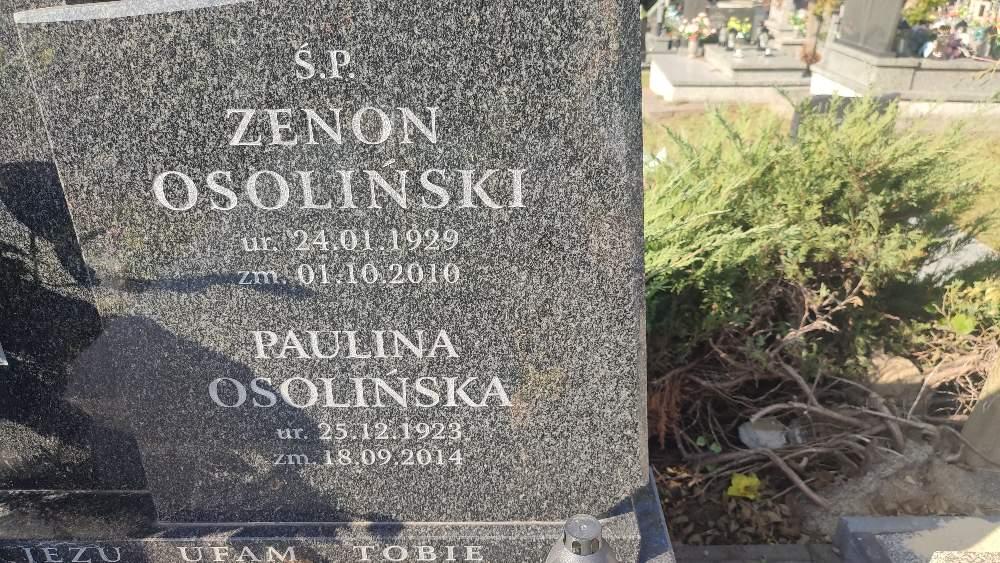 Ś.P.
ZENON
OSOLIŃSKI
ur. 24.01.1929
zm. 01.10.2010
PAULINA
OSOLIŃSKA
ur. 25.12.1923
zm. 18.09.2014
JEZU UFAM TOBIE